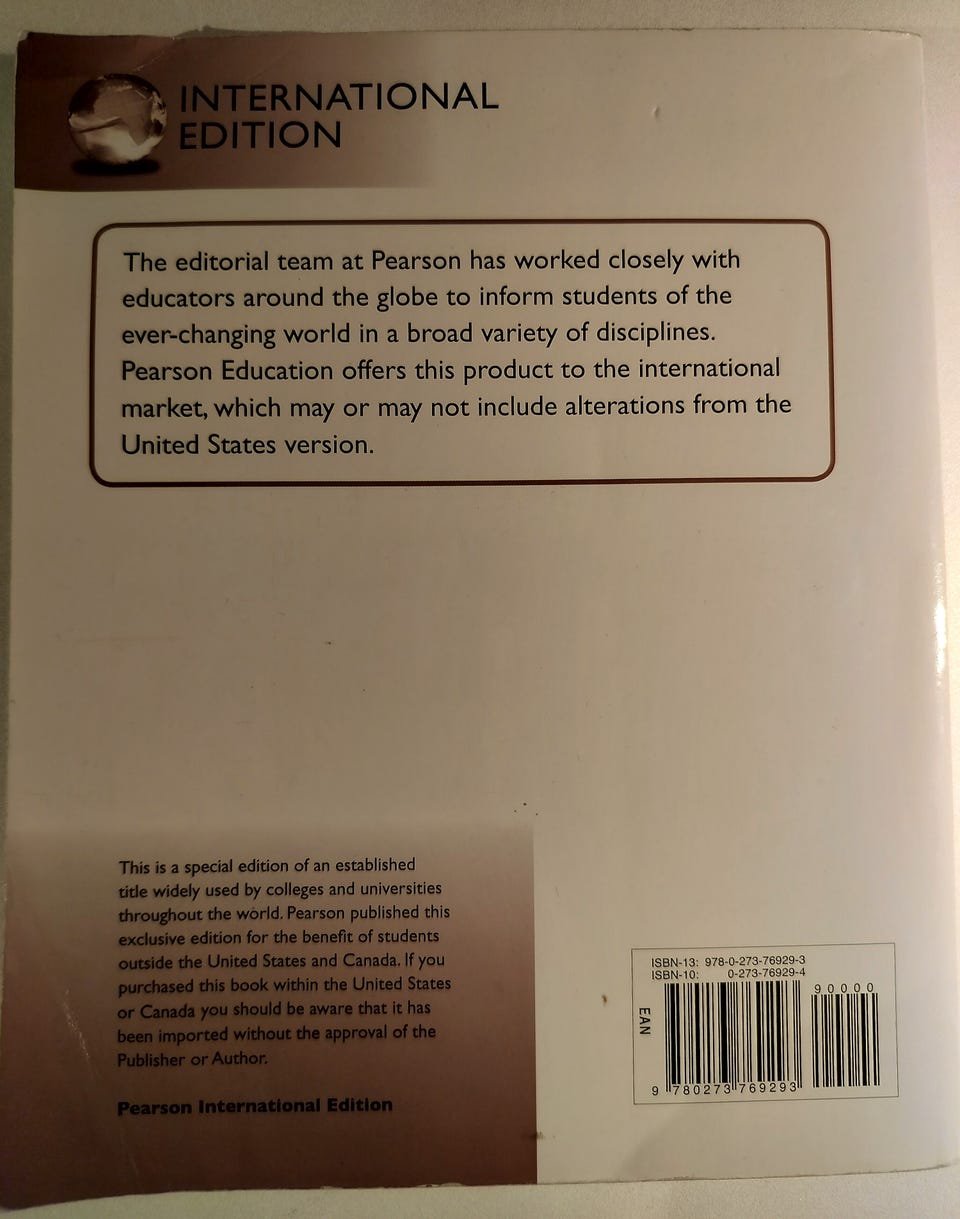 INTERNATIONAL
EDITION
The editorial team at Pearson has worked closely with
educators around the globe to inform students of the
ever-changing world in a broad variety of disciplines.
Pearson Education offers this product to the international
market, which may or may not include alterations from the
United States version.
This is a special edition of an established
title widely used by colleges and universities
throughout the world. Pearson published this
exclusive edition for the benefit of students
outside the United States and Canada. If you
purchased this book within the United States
or Canada you should be aware that it has
been imported without the approval of the
Publisher or Author.
Pearson International Edition
ISBN-13: 978-0-273-76929-3
ISBN-10: 0-273-76929-4
90000
EAN
9 780273 769293